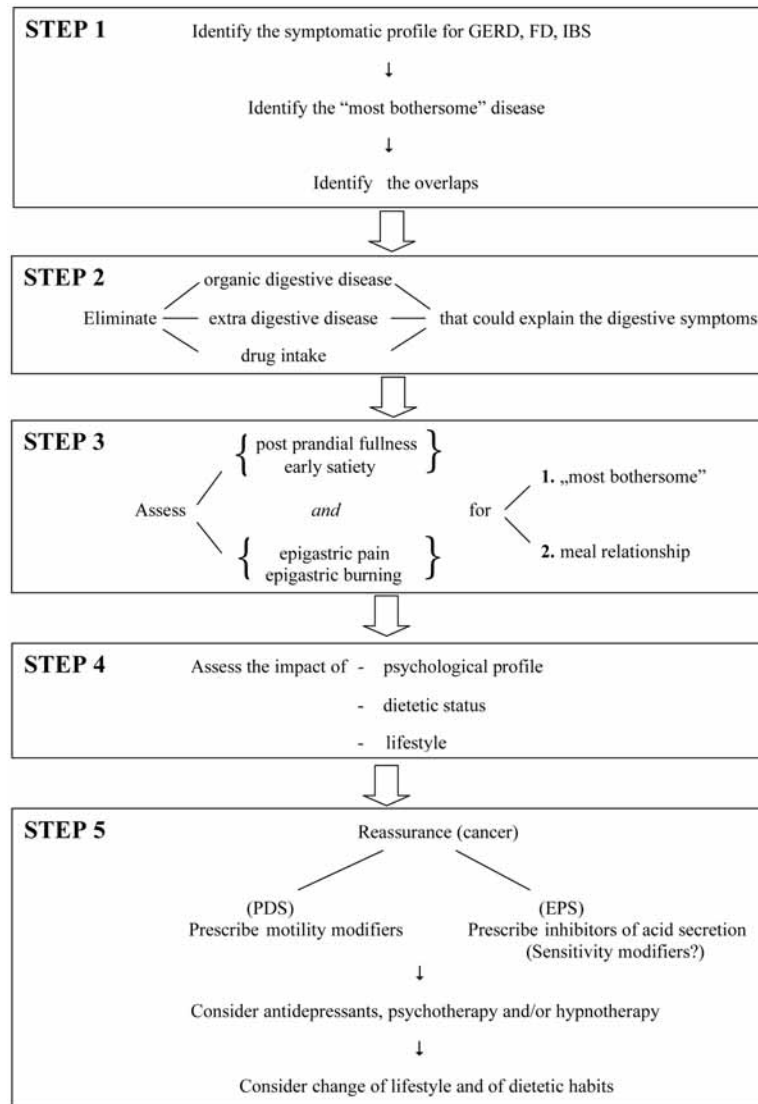 STEP 1
Identify the symptomatic profile for GERD, FD, IBS
↓
Identify the “most bothersome” disease
↓
Identify the overlaps
STEP 2
organic digestive disease
Eliminate extra digestive disease that could explain the digestive symptoms
drug intake
STEP 3
{ post prandial fullness }
early satiety
1. „most bothersome”
Assess and for
2. meal relationship
{ epigastric pain }
epigastric burning
STEP 4
Assess the impact of - psychological profile
- dietetic status
- lifestyle
STEP 5
Reassurance (cancer)
(PDS)
Prescribe motility modifiers
(EPS)
Prescribe inhibitors of acid secretion
(Sensitivity modifiers?)
↓
Consider antidepressants, psychotherapy and/or hypnotherapy
↓
Consider change of lifestyle and of dietetic habits